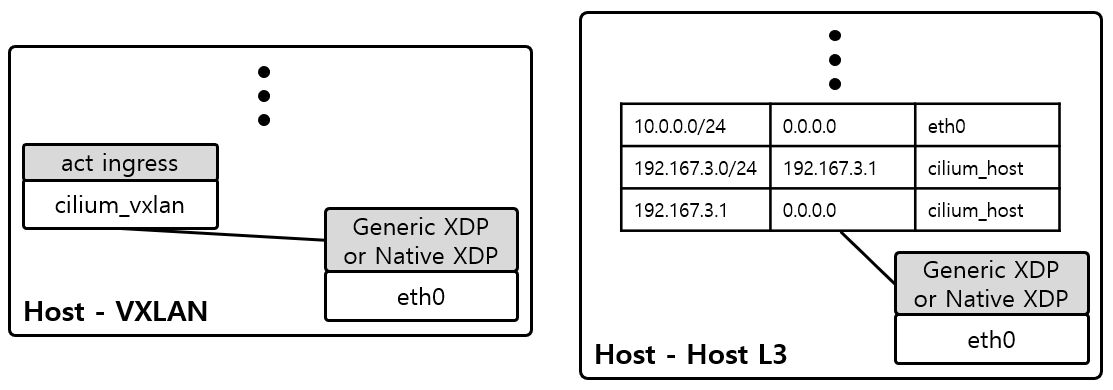 act ingress
cilium_vxlan
Generic XDP
or Native XDP
eth0
Host - VXLAN
10.0.0.0/24 0.0.0.0 eth0
192.167.3.0/24 192.167.3.1 cilium_host
192.167.3.1 0.0.0.0 cilium_host
Generic XDP
or Native XDP
eth0
Host - Host L3